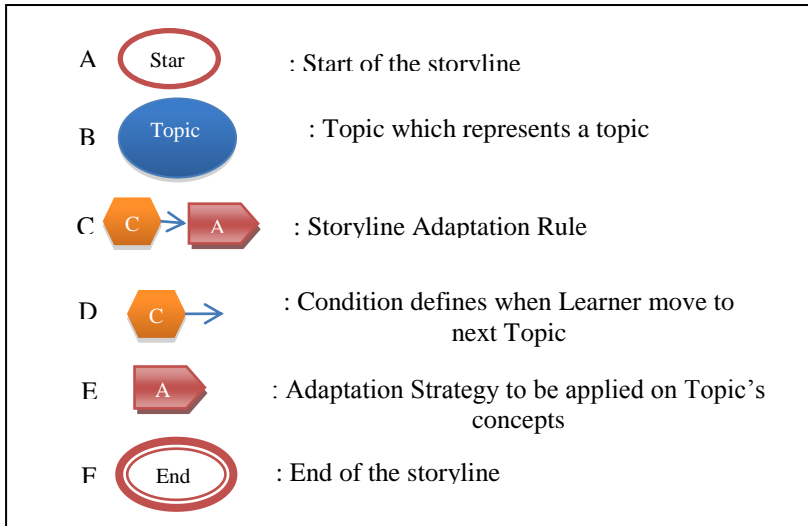 A Star : Start of the storyline
B Topic : Topic which represents a topic
C C A : Storyline Adaptation Rule
D C : Condition defines when Learner move to
next Topic
E A : Adaptation Strategy to be applied on Topic’s
concepts
F End : End of the storyline